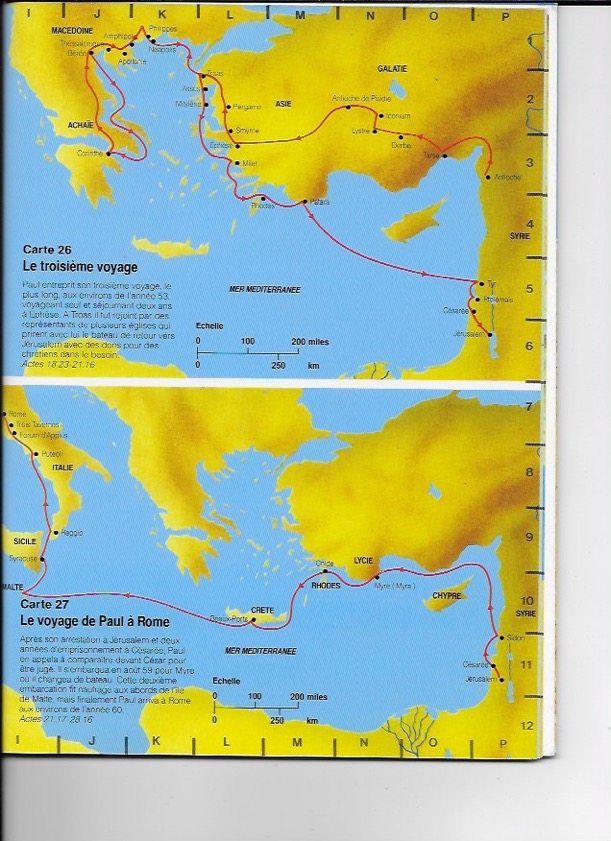 I J K L M N O P
MACEDOINE
Philippes
Amphipolis
Thessalonique
Neapolis
Bérée
Apollonie
Troas
Assos
Mitylène
Pergame
ASIE
GALATIE
Antioche de Pisidie
Iconium
2
ACHAÏE
Smyrne
Lystre
Derbe
Ephèse
Corinthe
Milet
Tarse
3
Antioche
Rhodes
Patara
4
SYRIE
Carte 26
Le troisième voyage
Paul entreprit son troisième voyage, le
plus long, aux environs de l'année 53,
voyageant seul et séjournant deux ans
à Ephèse. A Troas il fut rejoint par des
représentants de plusieurs églises qui
prirent avec lui le bateau de retour vers
Jérusalem avec des dons pour des
chrétiens dans le besoin.
Actes 18.23-21.16
MER MEDITERRANEE
Tyr
Ptolémaïs
5
Césarée
Jérusalem
6
Echelle
0 100 200 miles
0 250 km
7
Rome
Trois Tavernes
Forum d'Appius
Puteoli
ITALIE
8
Reggio
9
SICILE
Syracuse
Cnide
LYCIE
MALTE
RHODES
Myre ( Myra )
CHYPRE
10
CRETE
Beaux-Ports
SYRIE
Carte 27
Le voyage de Paul à Rome
Après son arrestation à Jérusalem et deux
années d'emprisonnement à Césarée, Paul
en appela à comparaître devant César pour
être jugé. Il s'embarqua en août 59 pour Myre
où il changea de bateau. Cette deuxième
embarcation fit naufrage aux abords de l'île
de Malte, mais finalement Paul arriva à Rome
aux environs de l'année 60.
Actes 21.17-28.16
MER MEDITERRANEE
Sidon
Césarée
11
Jérusalem
Echelle
0 100 200 miles
0 250 km
12
I J K L M N O P